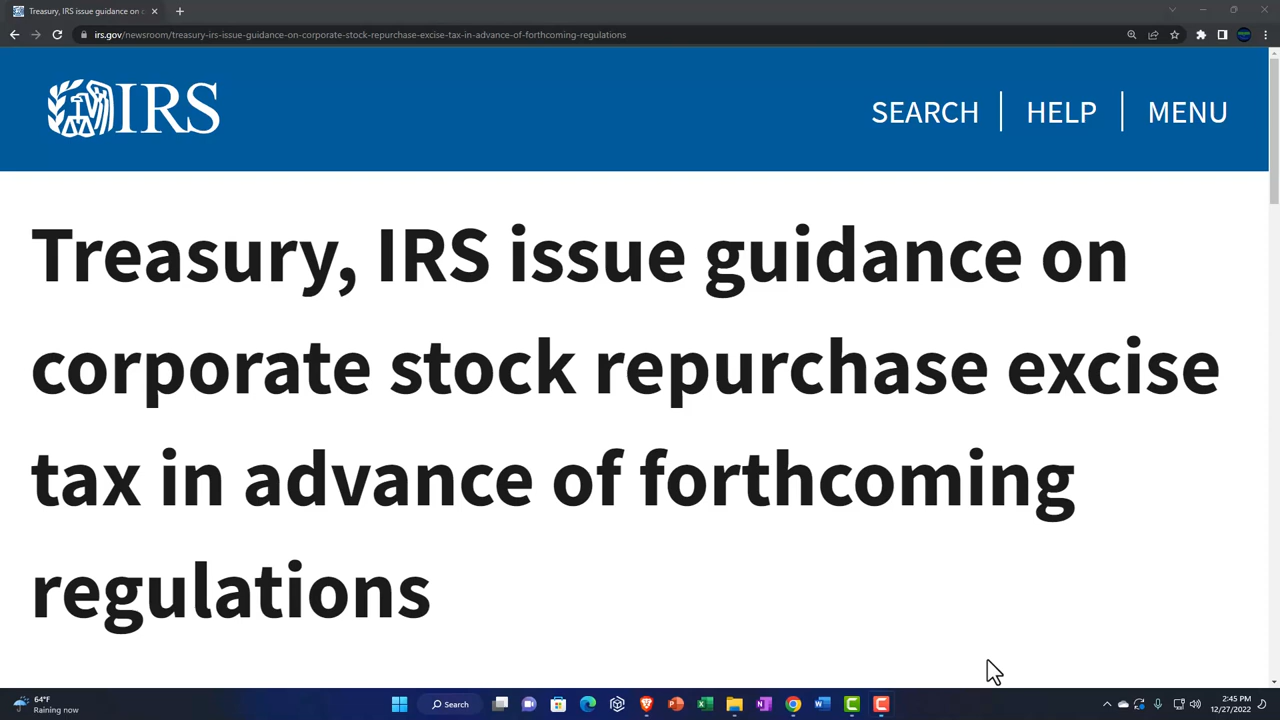 Treasury, IRS issue guidance on c
irs.gov/newsroom/treasury-irs-issue-guidance-on-corporate-stock-repurchase-excise-tax-in-advance-of-forthcoming-regulations
IRS
SEARCH HELP MENU
Treasury, IRS issue guidance on
corporate stock repurchase excise
tax in advance of forthcoming
regulations
64°F
Raining now
Search
2:45 PM
12/27/2022